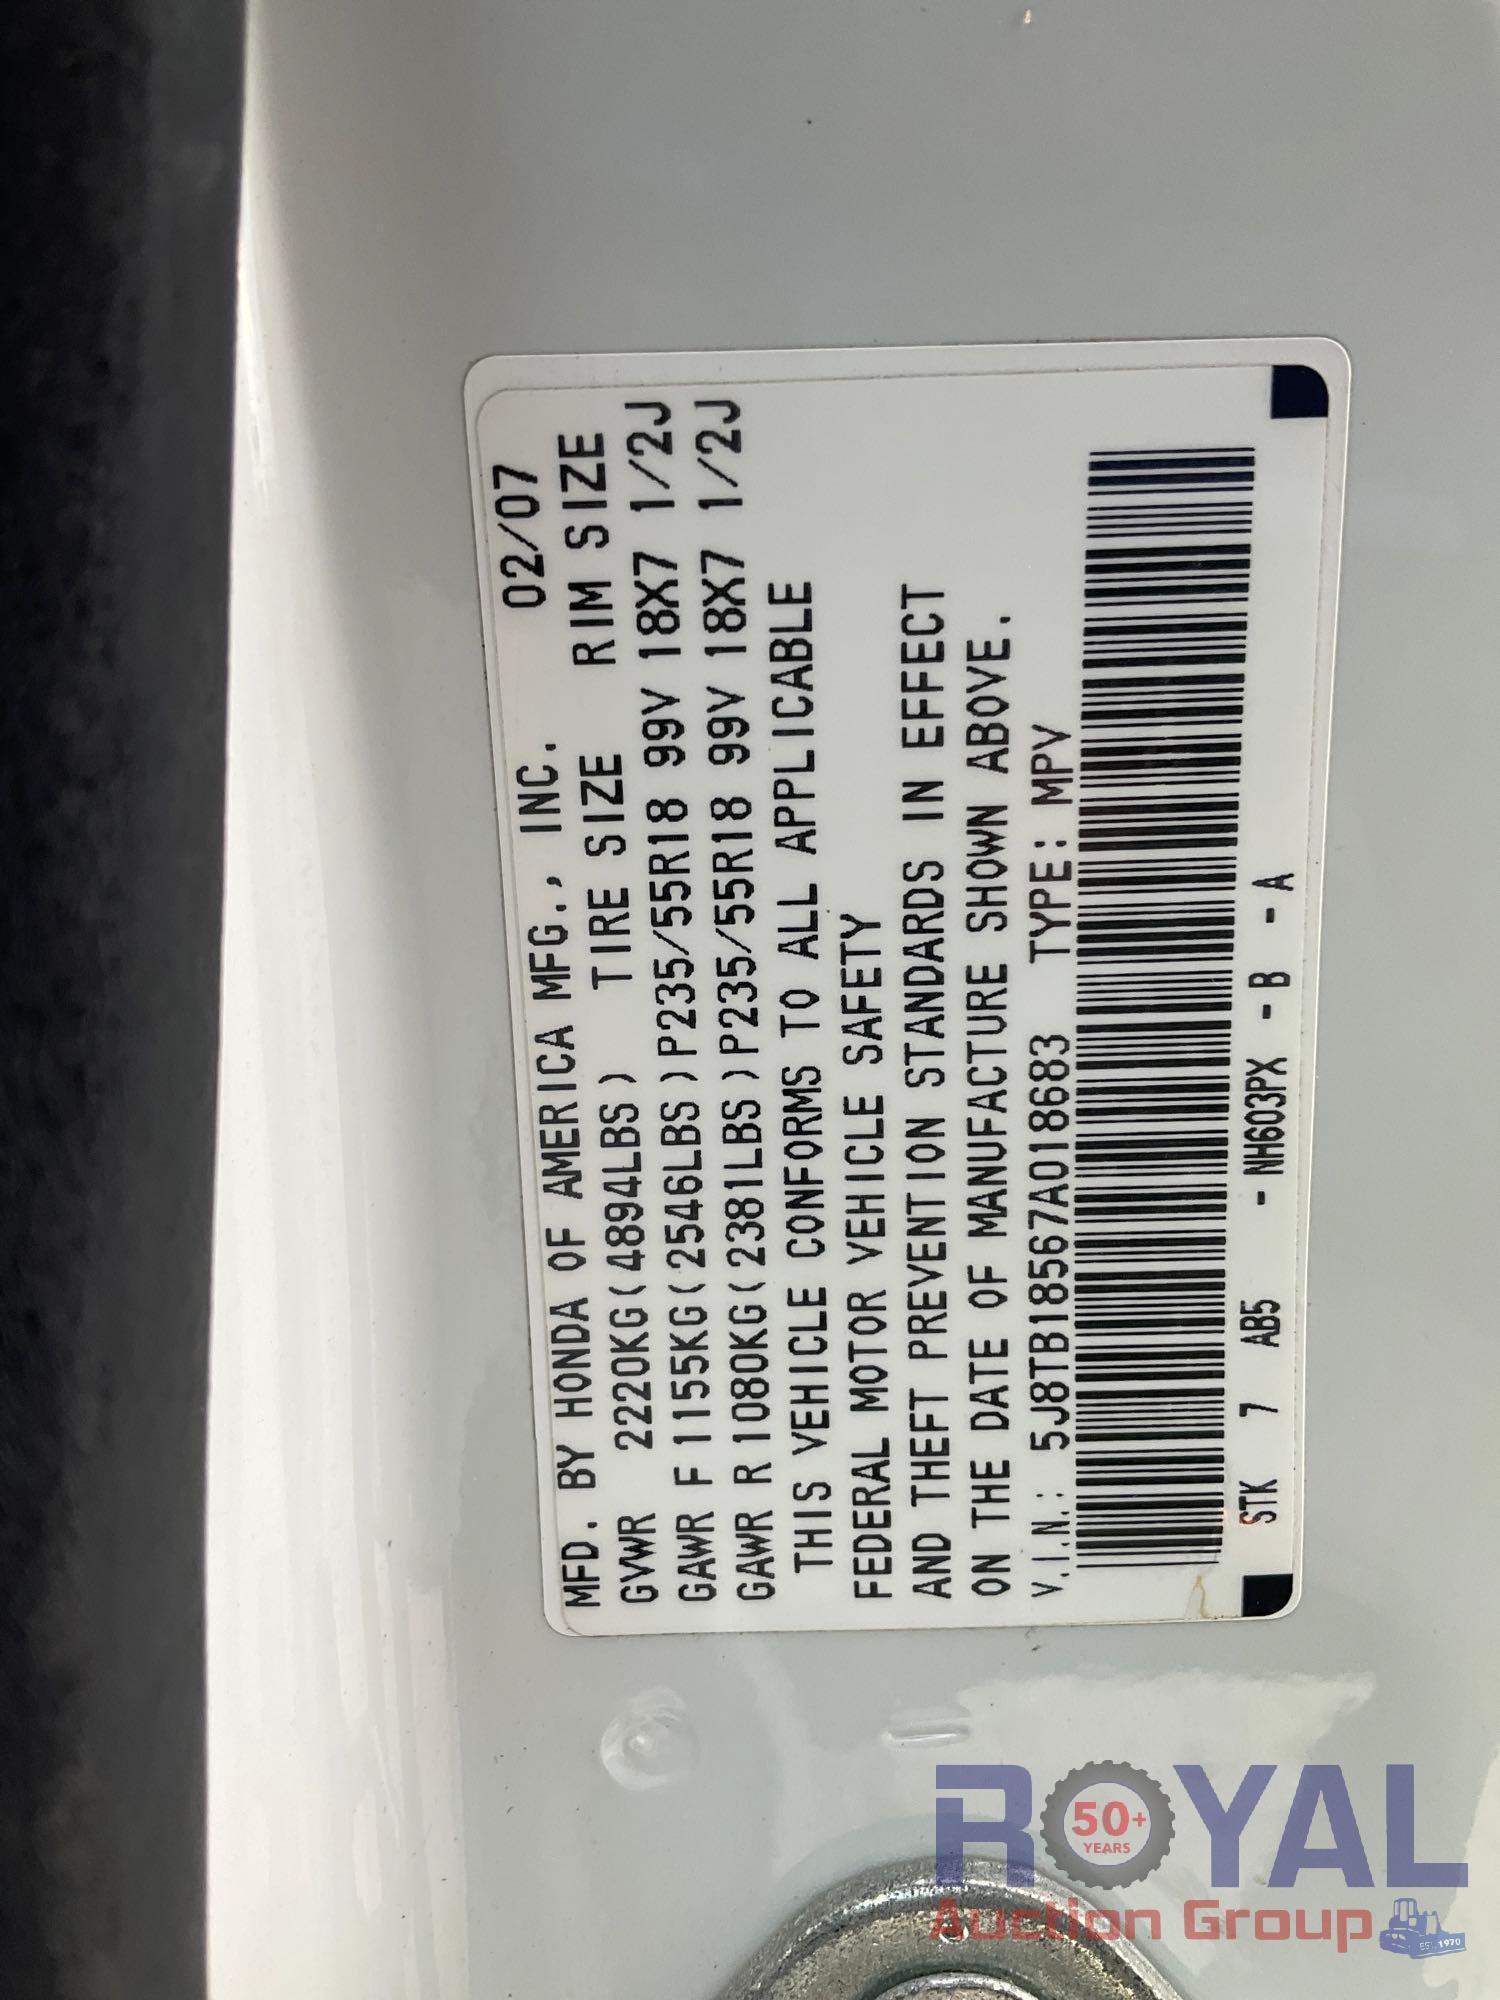 MFD. BY HONDA OF AMERICA MFG., INC. 02/07
GVWR 2220KG(4894LBS) TIRE SIZE RIM SIZE
GAWR F 1155KG(2546LBS)P235/55R18 99V 18X7 1/2J
GAWR R 1080KG(2381LBS)P235/55R18 99V 18X7 1/2J
THIS VEHICLE CONFORMS TO ALL APPLICABLE
FEDERAL MOTOR VEHICLE SAFETY
AND THEFT PREVENTION STANDARDS IN EFFECT
ON THE DATE OF MANUFACTURE SHOWN ABOVE.
V.I.N.: 5J8TB18567A018683 TYPE: MPV
STK 7 AB5 - NH603PX - B - A
ROYAL
50+
YEARS
Auction Group
EST. 1970